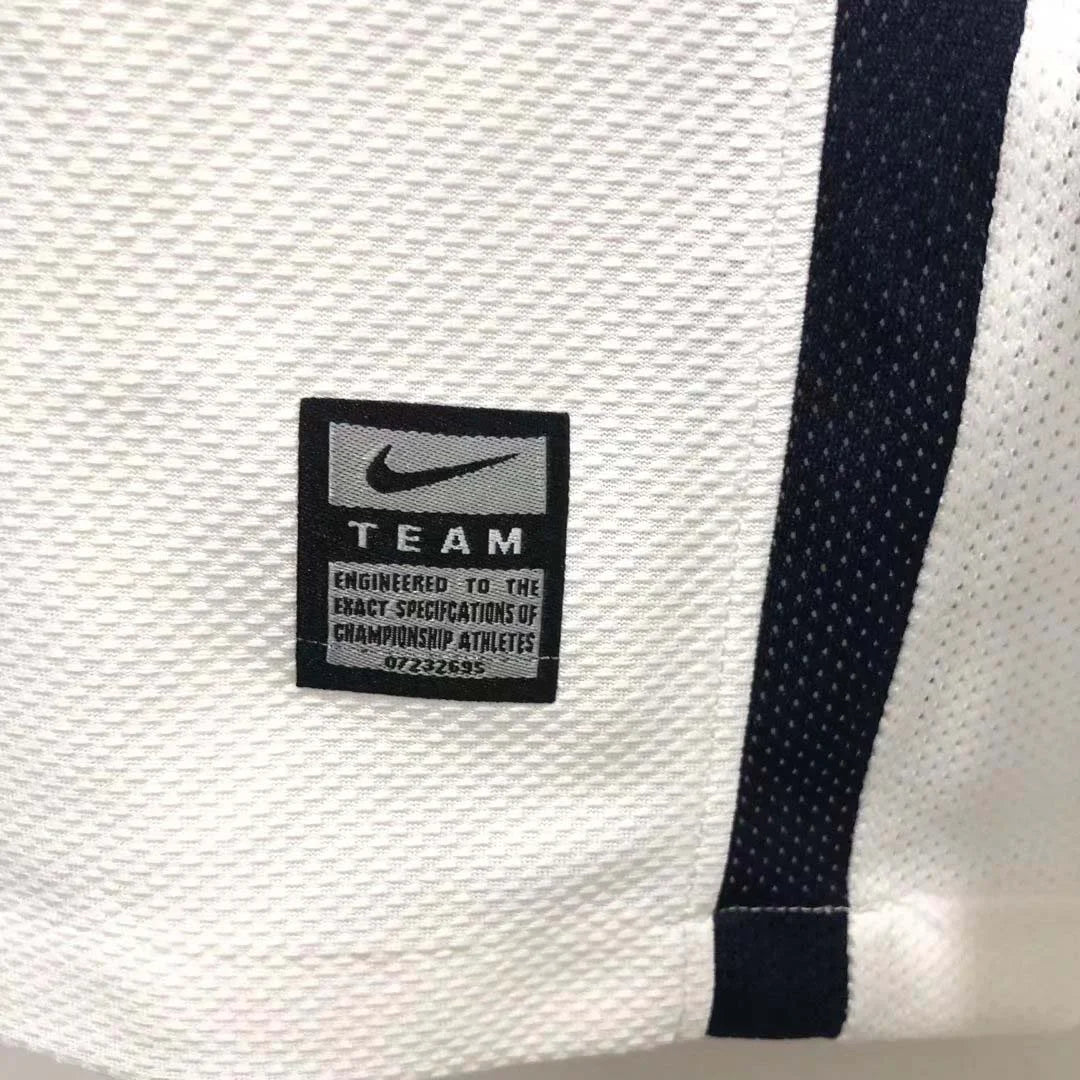 TEAM
ENGINEERED TO THE
EXACT SPECIFCATIONS OF
CHAMPIONSHIP ATHLETES
07232695